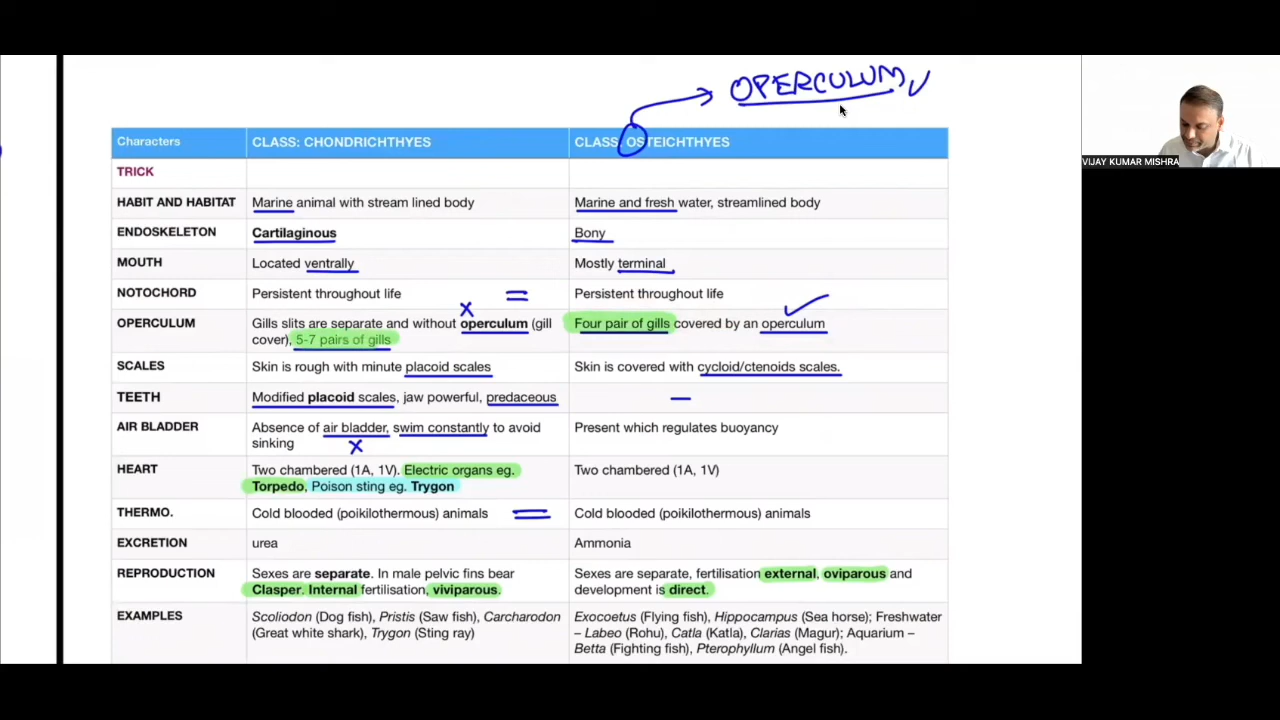 OPERCULUM
VIJAY KUMAR MISHRA
Characters CLASS: CHONDRICHTHYES CLASS: OSTEICHTHYES
TRICK
HABIT AND HABITAT Marine animal with stream lined body Marine and fresh water, streamlined body
ENDOSKELETON Cartilaginous Bony
MOUTH Located ventrally Mostly terminal
NOTOCHORD Persistent throughout life = Persistent throughout life
OPERCULUM Gills slits are separate and without operculum (gill Four pair of gills covered by an operculum
cover), 5-7 pairs of gills
SCALES Skin is rough with minute placoid scales Skin is covered with cycloid/ctenoids scales.
TEETH Modified placoid scales, jaw powerful, predaceous –
AIR BLADDER Absence of air bladder, swim constantly to avoid Present which regulates buoyancy
sinking
HEART Two chambered (1A, 1V). Electric organs eg. Two chambered (1A, 1V)
Torpedo, Poison sting eg. Trygon
THERMO. Cold blooded (poikilothermous) animals = Cold blooded (poikilothermous) animals
EXCRETION urea Ammonia
REPRODUCTION Sexes are separate. In male pelvic fins bear Sexes are separate, fertilisation external, oviparous and
Clasper. Internal fertilisation, viviparous. development is direct.
EXAMPLES Scoliodon (Dog fish), Pristis (Saw fish), Carcharodon Exocoetus (Flying fish), Hippocampus (Sea horse); Freshwater
(Great white shark), Trygon (Sting ray) – Labeo (Rohu), Catla (Katla), Clarias (Magur); Aquarium –
Betta (Fighting fish), Pterophyllum (Angel fish).